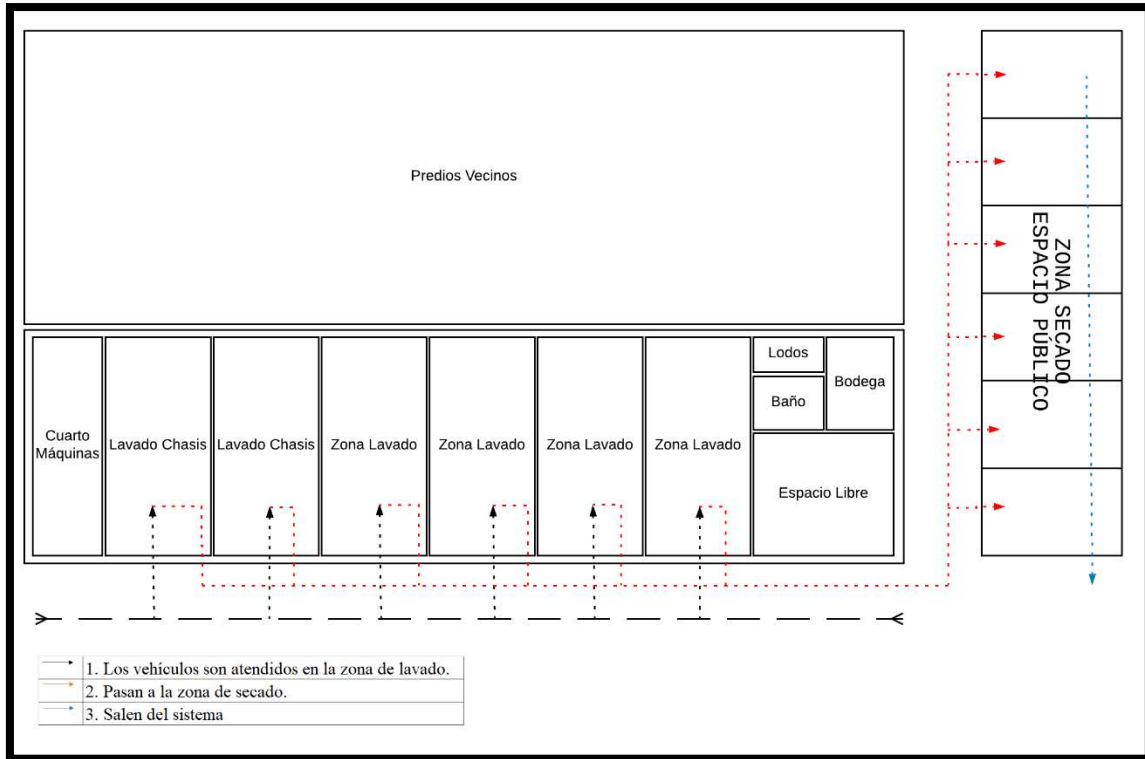 Predios Vecinos
ZONA SECADO
ESPACIO PÚBLICO
Cuarto
Máquinas
Lavado Chasis
Lavado Chasis
Zona Lavado
Zona Lavado
Zona Lavado
Zona Lavado
Lodos
Baño
Bodega
Espacio Libre
1. Los vehículos son atendidos en la zona de lavado.
2. Pasan a la zona de secado.
3. Salen del sistema